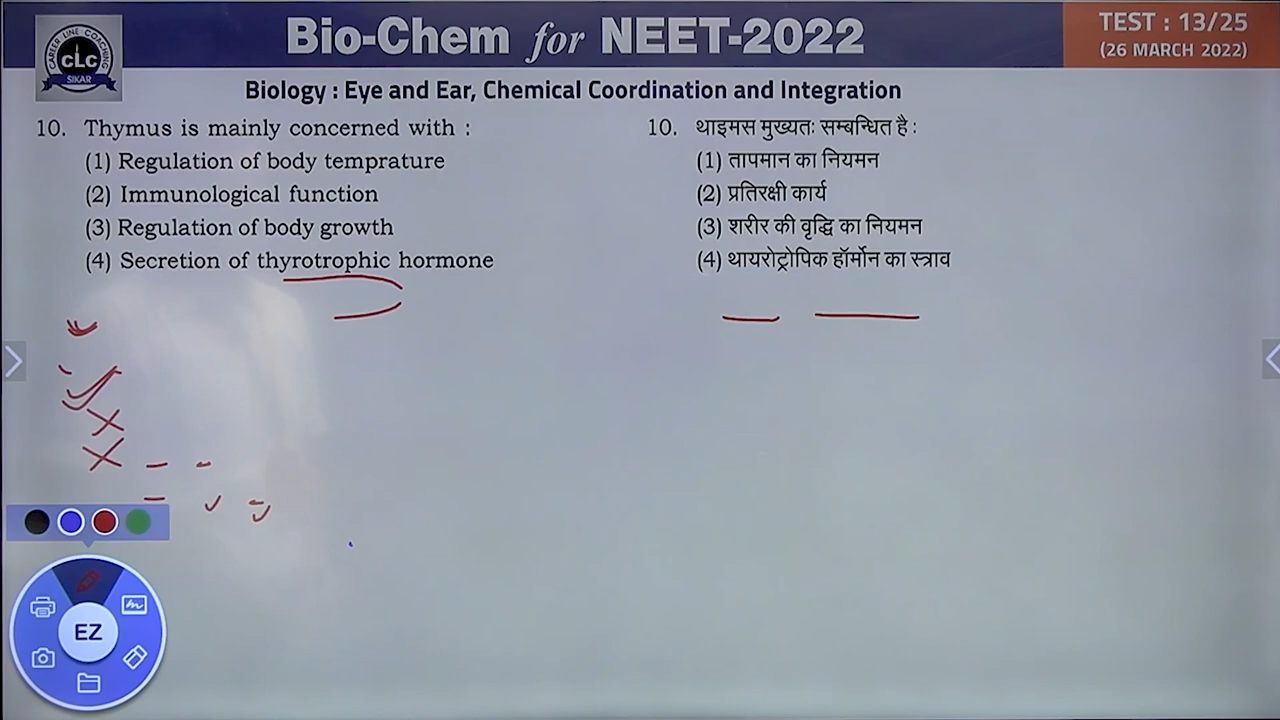 Bio-Chem for NEET-2022
TEST : 13/25
(26 MARCH 2022)
CAREER LINE COACHING
CLC
SIKAR
Biology : Eye and Ear, Chemical Coordination and Integration
10. Thymus is mainly concerned with :
(1) Regulation of body temprature
(2) Immunological function
(3) Regulation of body growth
(4) Secretion of thyrotrophic hormone
10. थाइमस मुख्यतः सम्बन्धित है :
(1) तापमान का नियमन
(2) प्रतिरक्षी कार्य
(3) शरीर की वृद्धि का नियमन
(4) थायरोट्रोपिक हॉर्मोन का स्त्राव
EZ